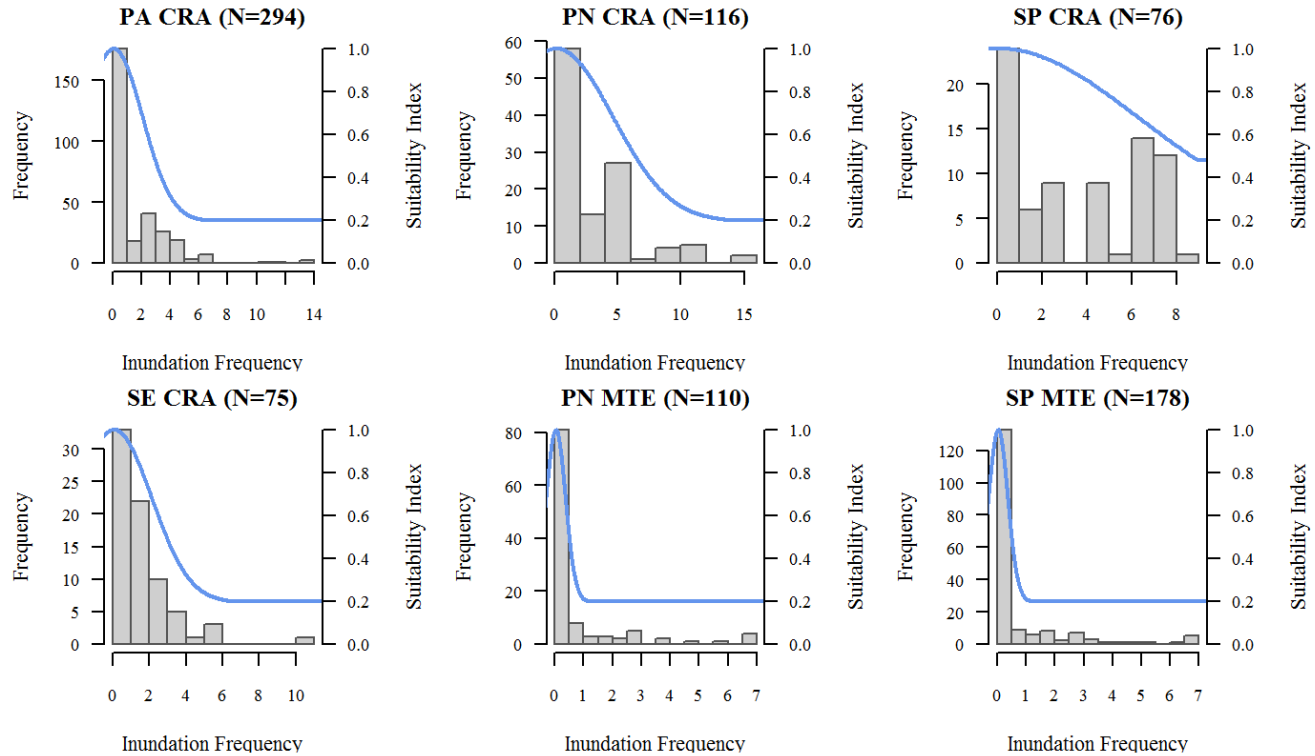 PA CRA (N=294)
Frequency
0
50
100
150
0 2 4 6 8 10 14
0.0
0.2
0.4
0.6
0.8
1.0
Suitability Index
Inundation Frequency
PN CRA (N=116)
Frequency
0
10
20
30
40
50
60
0 5 10 15
0.0
0.2
0.4
0.6
0.8
1.0
Suitability Index
Inundation Frequency
SP CRA (N=76)
Frequency
0
5
10
15
20
0 2 4 6 8
0.0
0.2
0.4
0.6
0.8
1.0
Suitability Index
Inundation Frequency
SE CRA (N=75)
Frequency
0
5
10
15
20
25
30
0 2 4 6 8 10
0.0
0.2
0.4
0.6
0.8
1.0
Suitability Index
Inundation Frequency
PN MTE (N=110)
Frequency
0
20
40
60
80
0 1 2 3 4 5 6 7
0.0
0.2
0.4
0.6
0.8
1.0
Suitability Index
Inundation Frequency
SP MTE (N=178)
Frequency
0
20
40
60
80
100
120
0 1 2 3 4 5 6 7
0.0
0.2
0.4
0.6
0.8
1.0
Suitability Index
Inundation Frequency